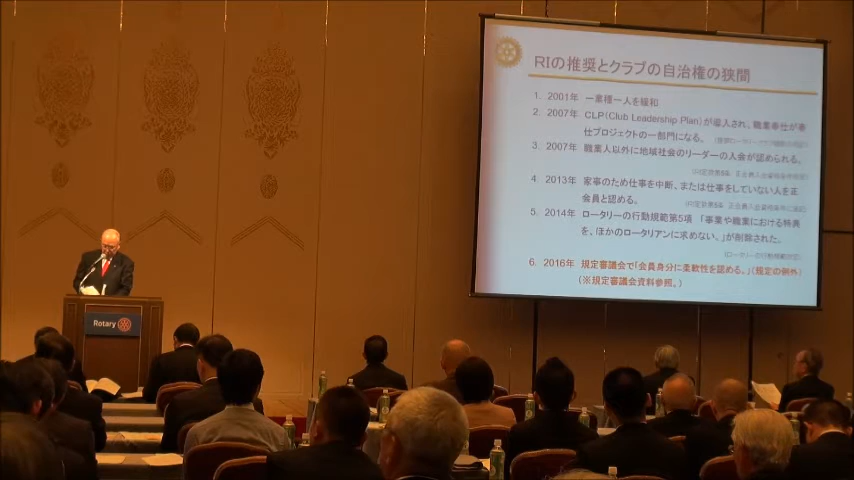 RIの推奨とクラブの自治権の狭間
1. 2001年 一業種一人を緩和
2. 2007年 CLP(Club Leadership Plan)が導入され、職業奉仕が奉
仕プロジェクトの一部門になる。
3. 2007年 職業人以外に地域社会のリーダーの入会が認められる。
4. 2013年 家事のため仕事を中断、または仕事をしていない人を正
会員と認める。
5. 2014年 ロータリーの行動規範第5項 「事業や職業における特典
を、ほかのロータリアンに求めない。」が削除された。
6. 2016年 規定審議会で「会員身分に柔軟性を認める。」(規定の例外)
(※規定審議会資料参照。)
Rotary